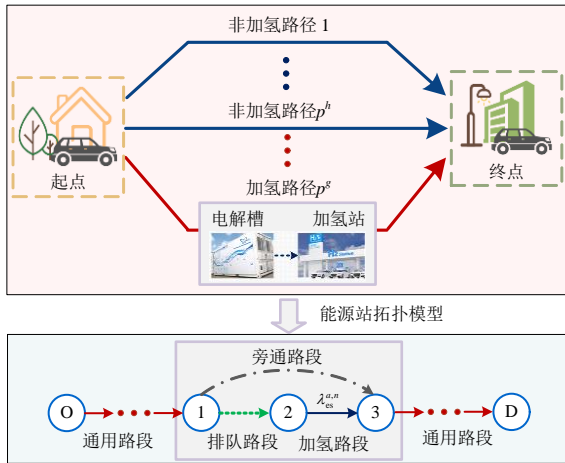 非加氢路径 1
非加氢路径pʰ
起点
终点
加氢路径pᵍ
电解槽 加氢站
能源站拓扑模型
旁通路段
λ_es^{a,n}
O 1 2 3 D
通用路段 排队路段 加氢路段 通用路段